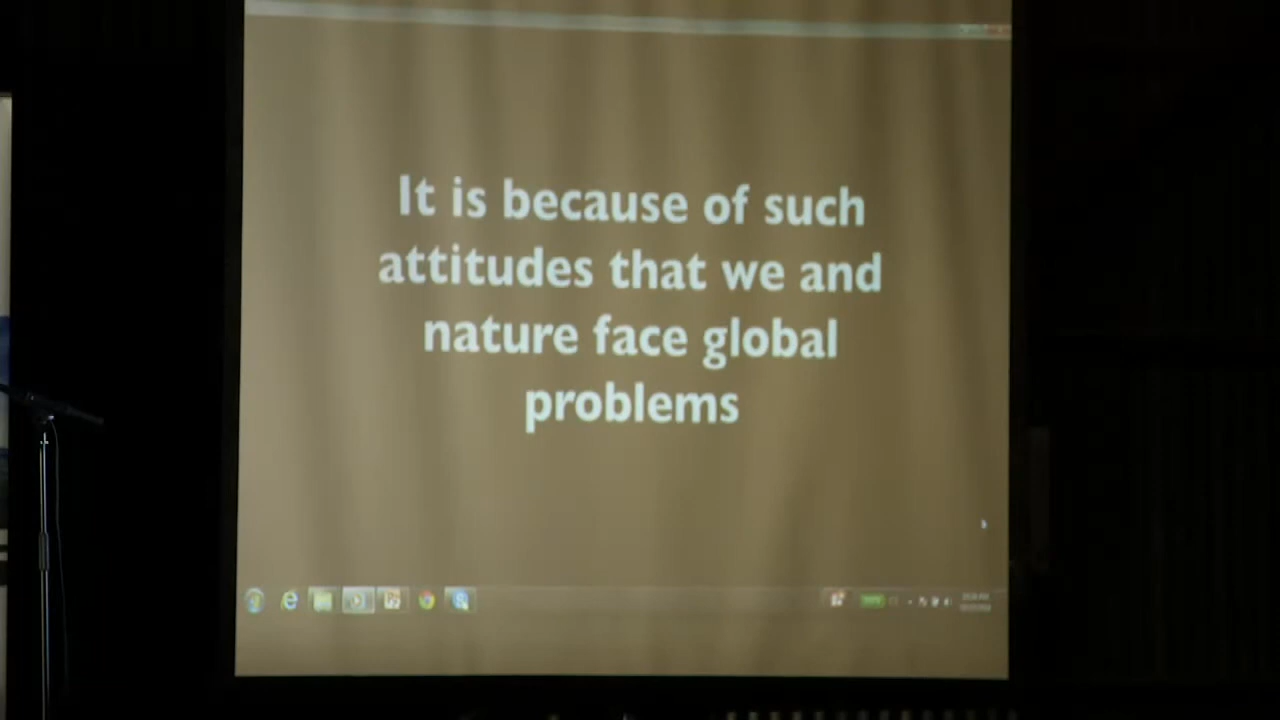 It is because of such
attitudes that we and
nature face global
problems